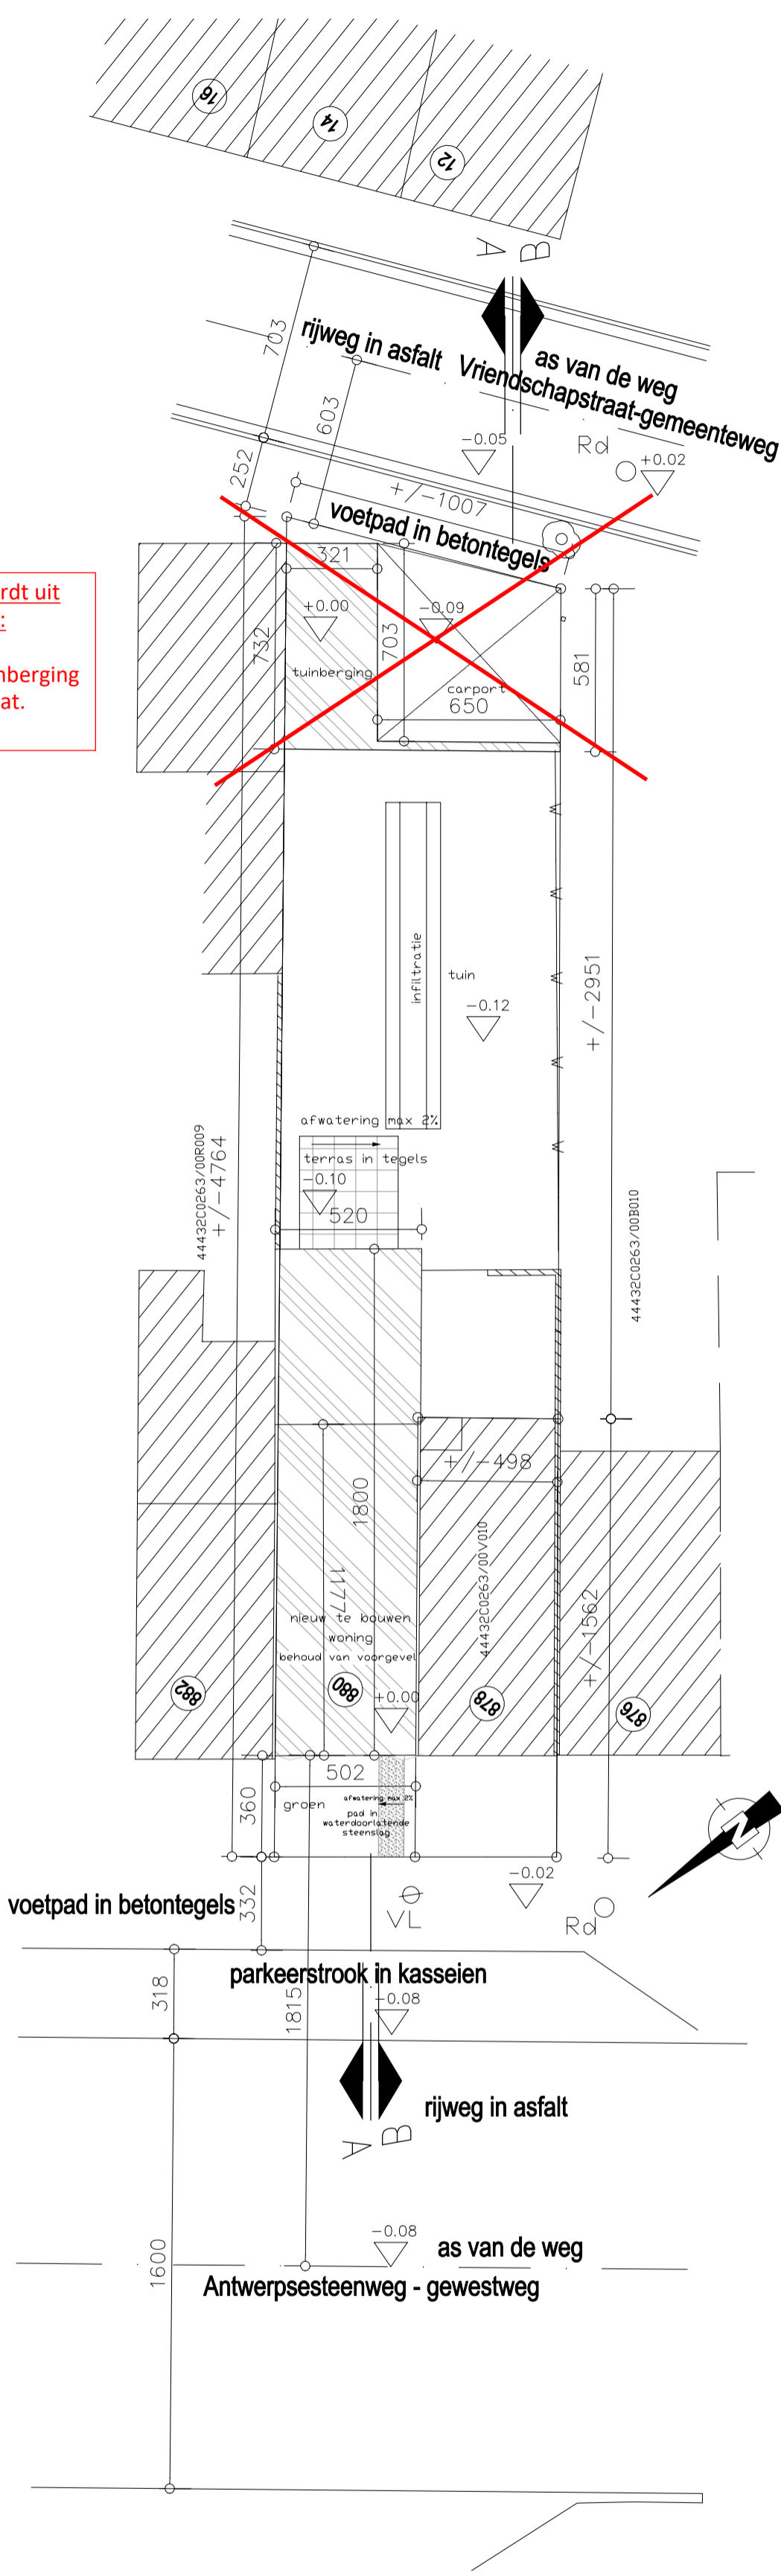 16
14
12
A
B
703
rijweg in asfalt
as van de weg
Vriendschapstraat-gemeenteweg
603
-0.05
Rd
+0.02
252
+/-1007
voetpad in betontegels
321
+0.00
-0.09
732
703
581
tuinberging
carport
650
rdt uit
:
nberging
at.
infiltratie
tuin
-0.12
+/-2951
afwatering max 2%
terras in tegels
-0.10
520
44432C0263/00R009
+/-4764
44432C0263/00B010
+/-498
1800
1177
44432C0263/00V010
nieuw te bouwen
woning
behoud van voorgevel
+/-1562
882
880
+0.00
878
876
502
360
groen
afwatering max 2%
pad in
waterdoorlatende
steenslag
N
-0.02
voetpad in betontegels
332
VL
Rd
parkeerstrook in kasseien
318
1815
-0.08
rijweg in asfalt
A
B
-0.08
as van de weg
1600
Antwerpsesteenweg - gewestweg